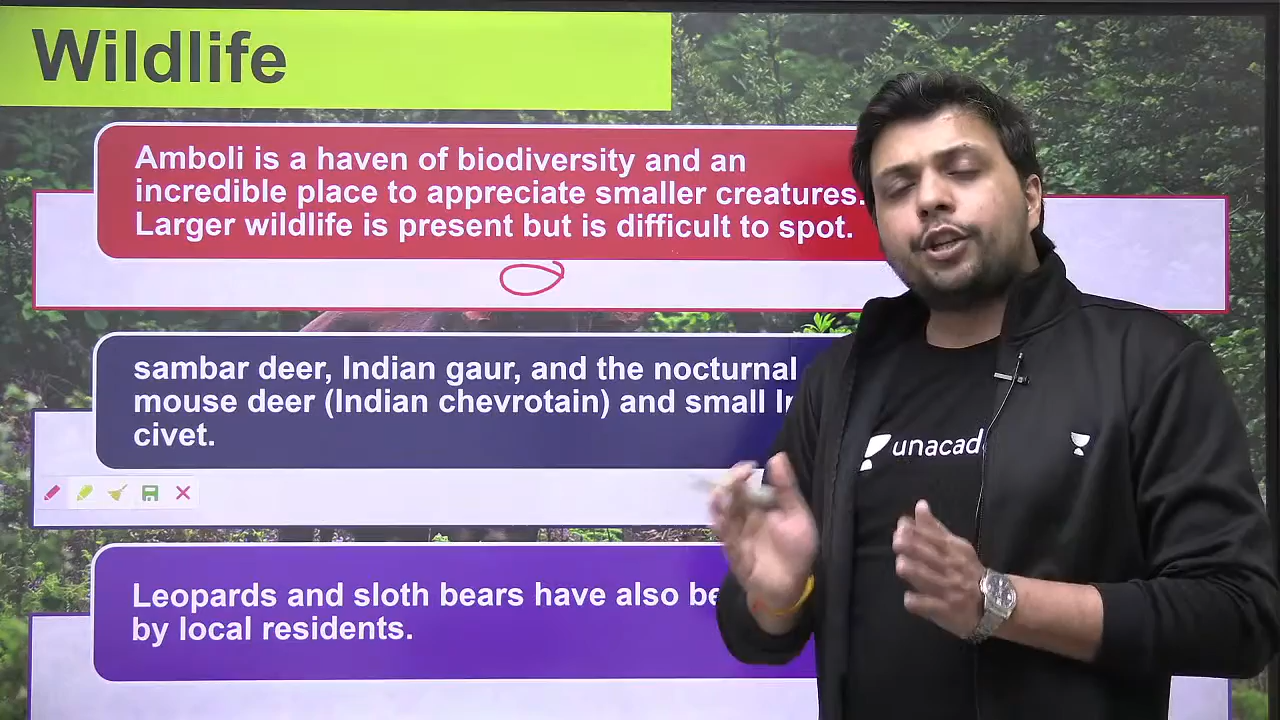 Wildlife
Amboli is a haven of biodiversity and an
incredible place to appreciate smaller creatures.
Larger wildlife is present but is difficult to spot.
sambar deer, Indian gaur, and the nocturnal
mouse deer (Indian chevrotain) and small
civet.
Leopards and sloth bears have also
by local residents.
unacad